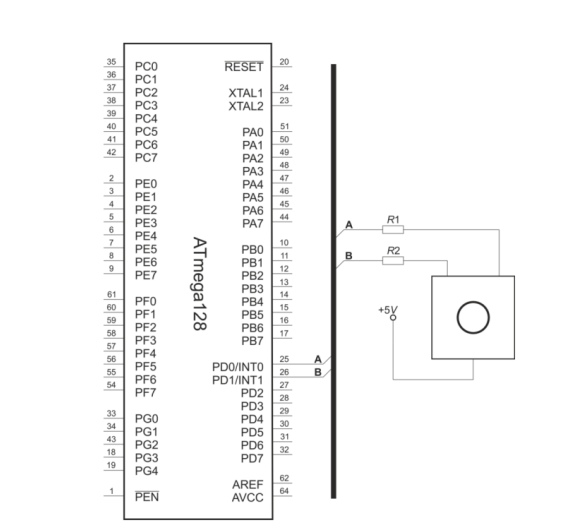 35 PC0
36 PC1
37 PC2
38 PC3
39 PC4
40 PC5
41 PC6
42 PC7
2 PE0
3 PE1
4 PE2
5 PE3
6 PE4
7 PE5
8 PE6
9 PE7
61 PF0
60 PF1
59 PF2
58 PF3
57 PF4
56 PF5
55 PF6
54 PF7
33 PG0
34 PG1
43 PG2
18 PG3
19 PG4
1 PEN
ATmega128
RESET 20
XTAL1 24
XTAL2 23
PA0 51
PA1 50
PA2 49
PA3 48
PA4 47
PA5 46
PA6 45
PA7 44
PB0 10
PB1 11
PB2 12
PB3 13
PB4 14
PB5 15
PB6 16
PB7 17
PD0/INT0 25 A
PD1/INT1 26 B
PD2 27
PD3 28
PD4 29
PD5 30
PD6 31
PD7 32
AREF 62
AVCC 64
A R1
B R2
+5V